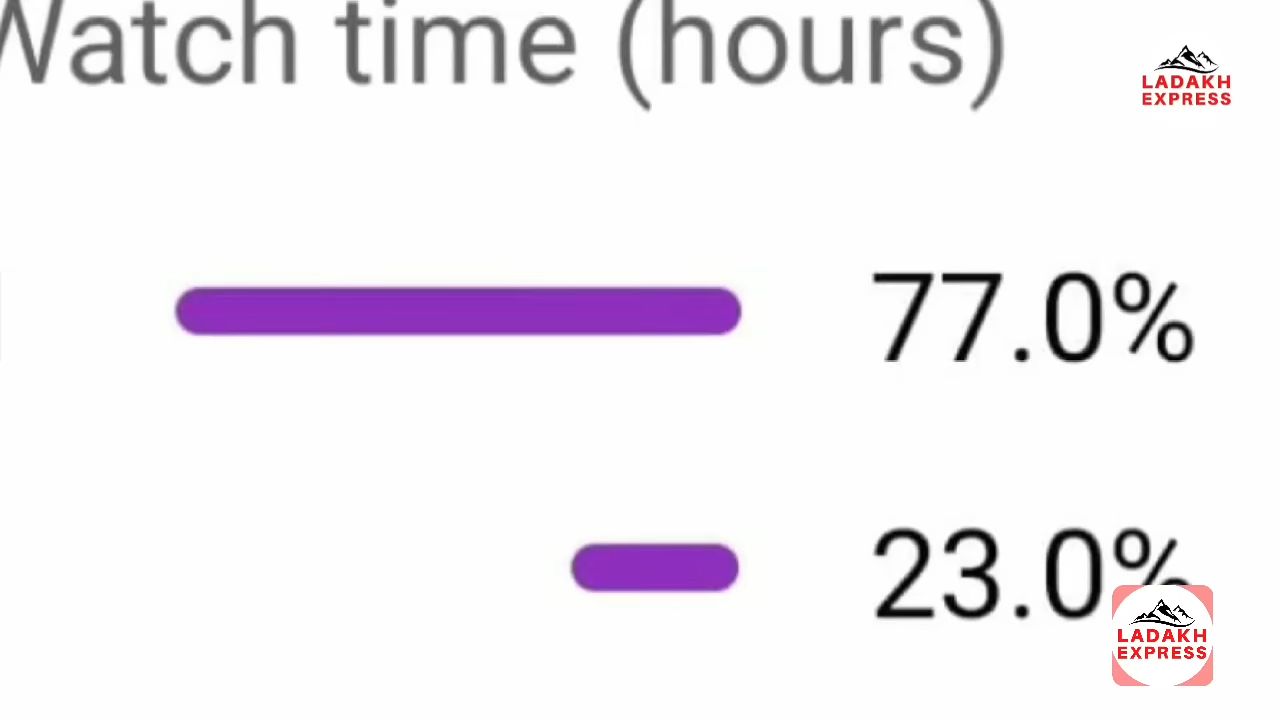 Watch time (hours)
LADAKH
EXPRESS
77.0%
23.0%
LADAKH
EXPRESS